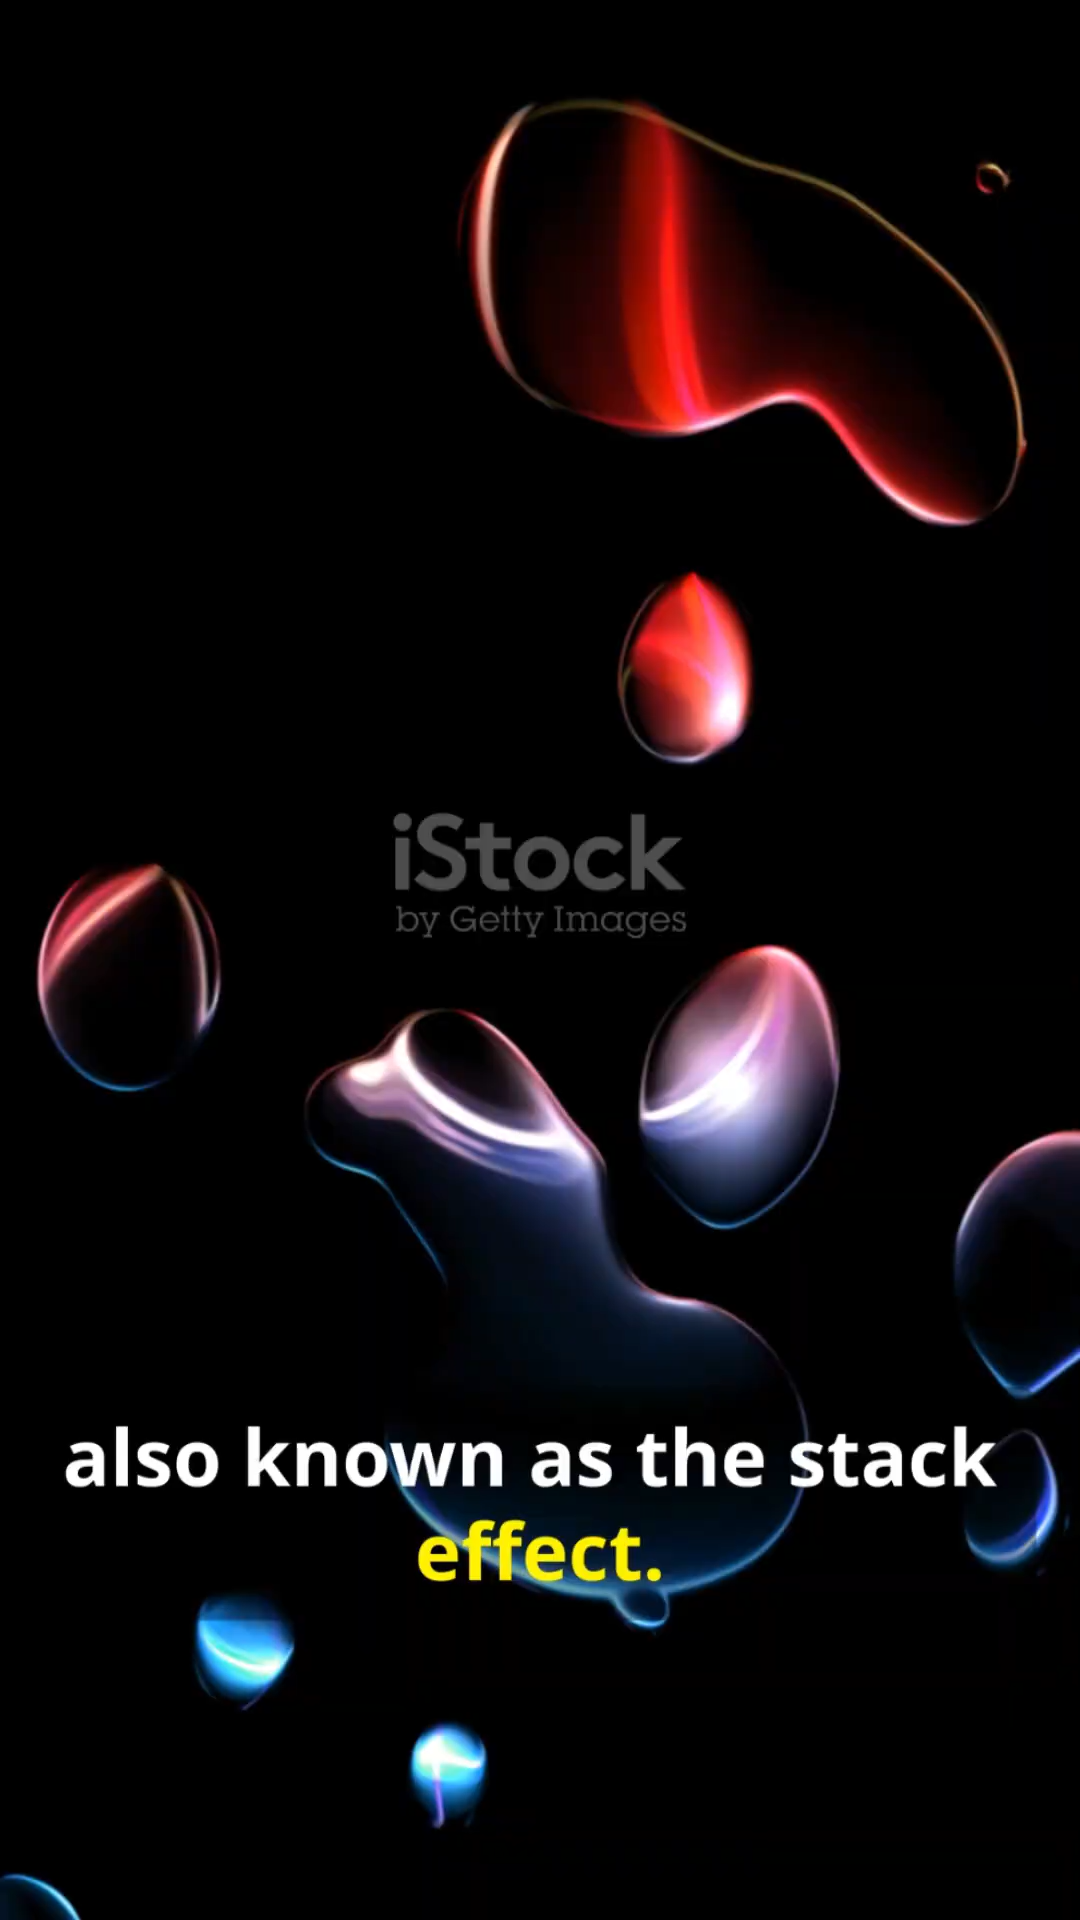 iStock
by Getty Images
also known as the stack
effect.